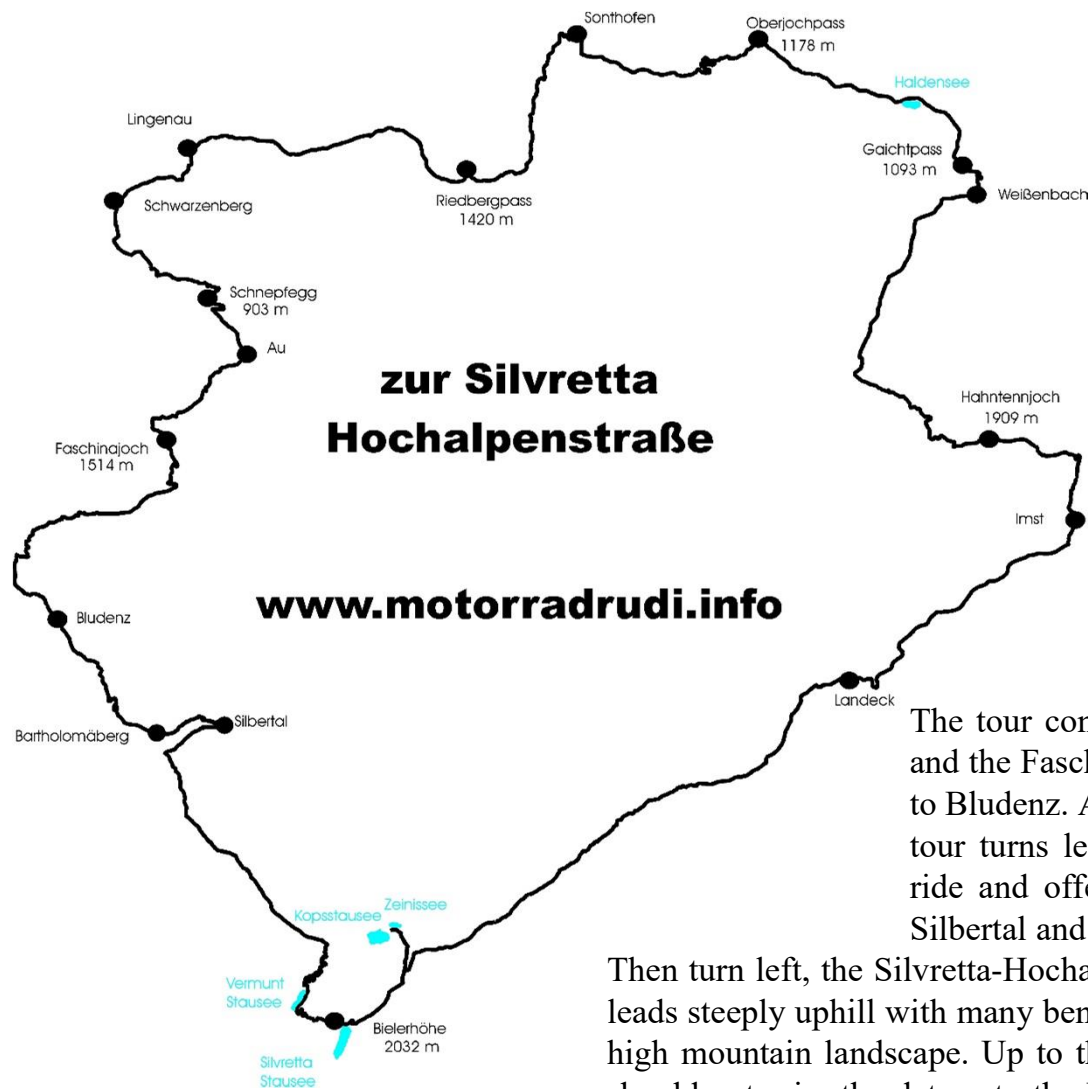 Sonthofen
Oberjochpass
1178 m
Haldensee
Lingenau
Gaichtpass
1093 m
Riedbergpass
1420 m
Schwarzenberg
Weißenbach
Schnepfegg
903 m
Au
zur Silvretta
Hochalpenstraße
Hahntennjoch
1909 m
Faschinajoch
1514 m
Imst
www.motorradrudi.info
Bludenz
Landeck
Bartholomäberg
Silbertal
Kopsstausee
Zeinissee
Vermunt
Stausee
Bielerhöhe
2032 m
Silvretta
Stausee
The tour con
and the Fasch
to Bludenz. A
tour turns le
ride and offe
Silbertal and
Then turn left, the Silvretta-Hocha
leads steeply uphill with many ben
high mountain landscape. Up to th